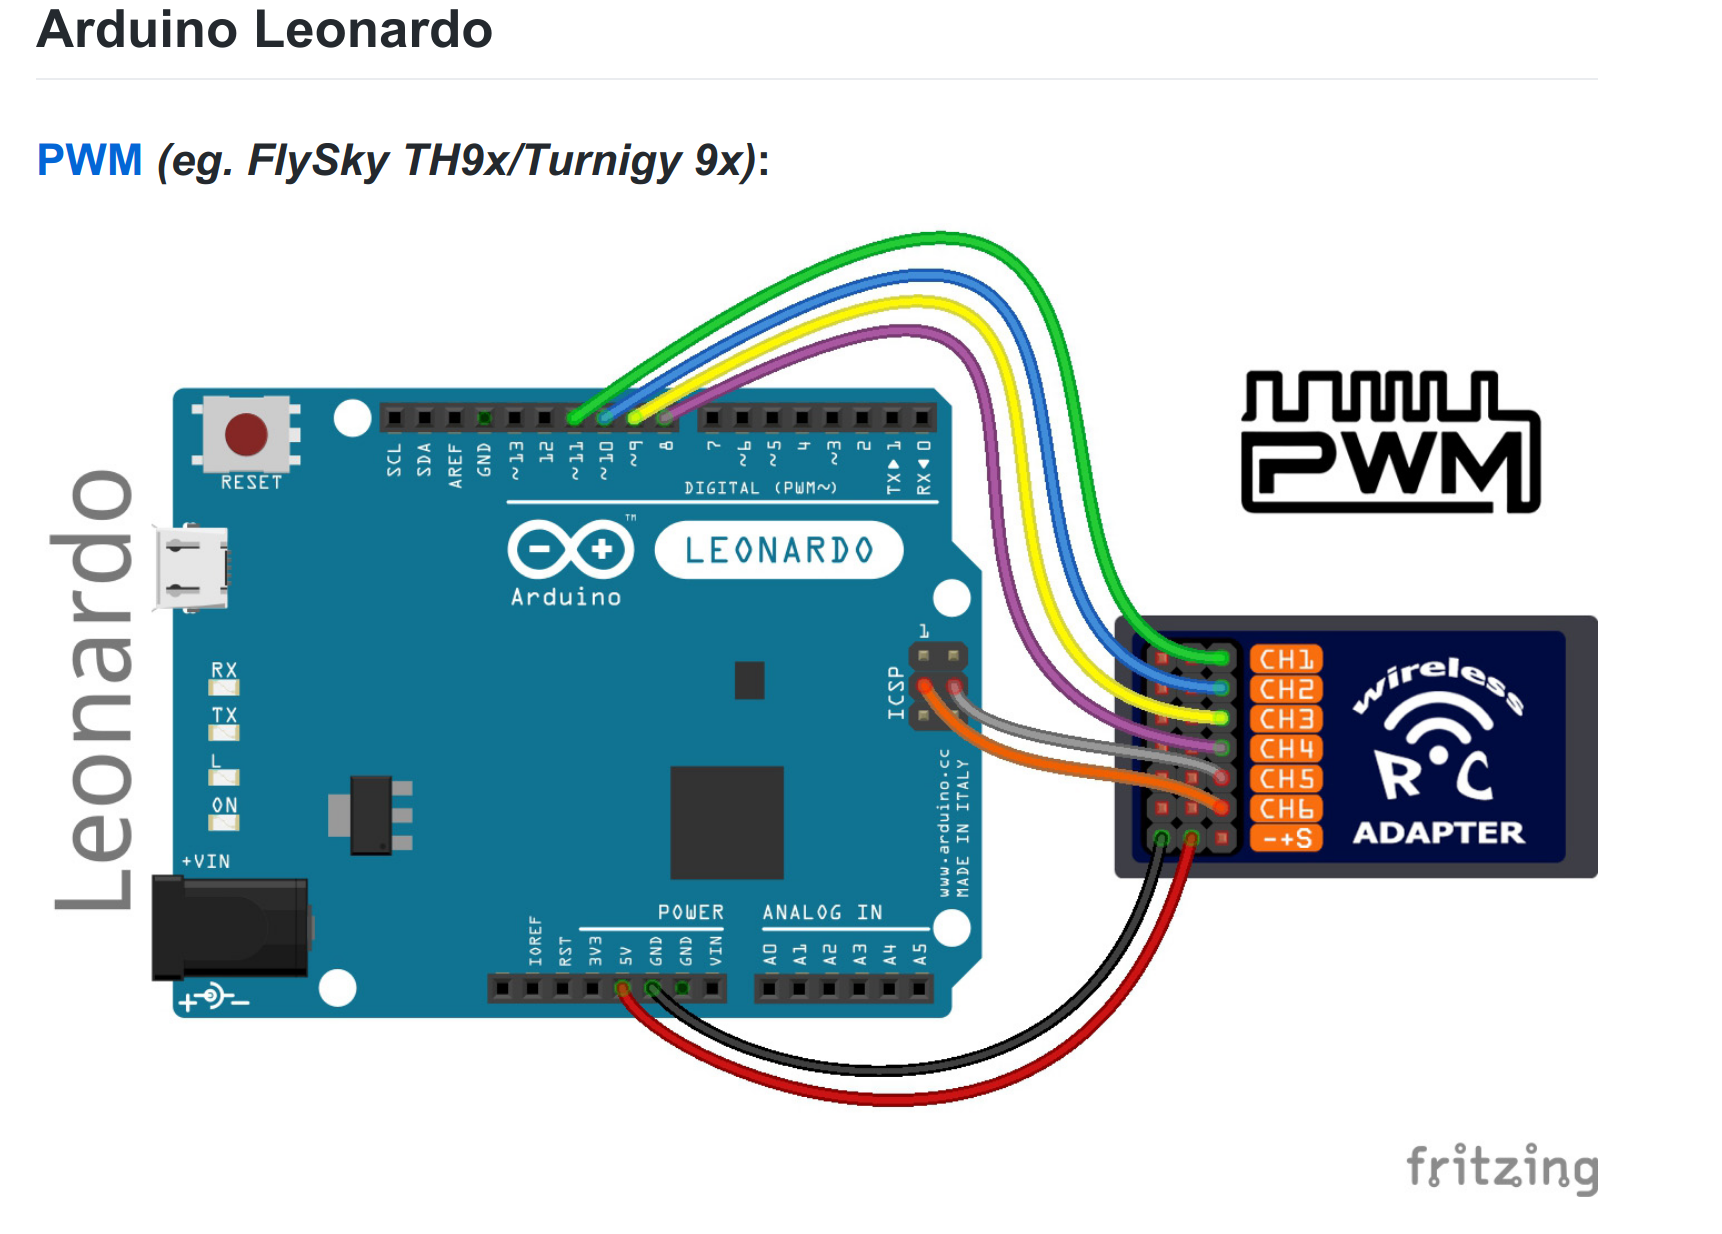 Arduino Leonardo
PWM (eg. FlySky TH9x/Turnigy 9x):
Leonardo
RESET
SCL
SDA
AREF
GND
~13
12
~11
~10
~9
8
7
~6
~5
4
~3
2
TX▶1
RX◀0
DIGITAL (PWM~)
TM
Arduino
LEONARDO
PWM
1
ICSP
RX
TX
L
ON
+VIN
CH1
CH2
CH3
CH4
CH5
CH6
-+S
wireless
RC
ADAPTER
www.arduino.cc
MADE IN ITALY
POWER
ANALOG IN
IOREF
RST
3V3
5V
GND
GND
VIN
A0
A1
A2
A3
A4
A5
+ −
fritzing